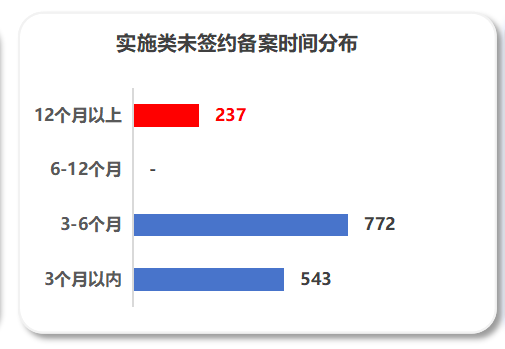 实施类未签约备案时间分布
12个月以上 237
6-12个月 -
3-6个月 772
3个月以内 543